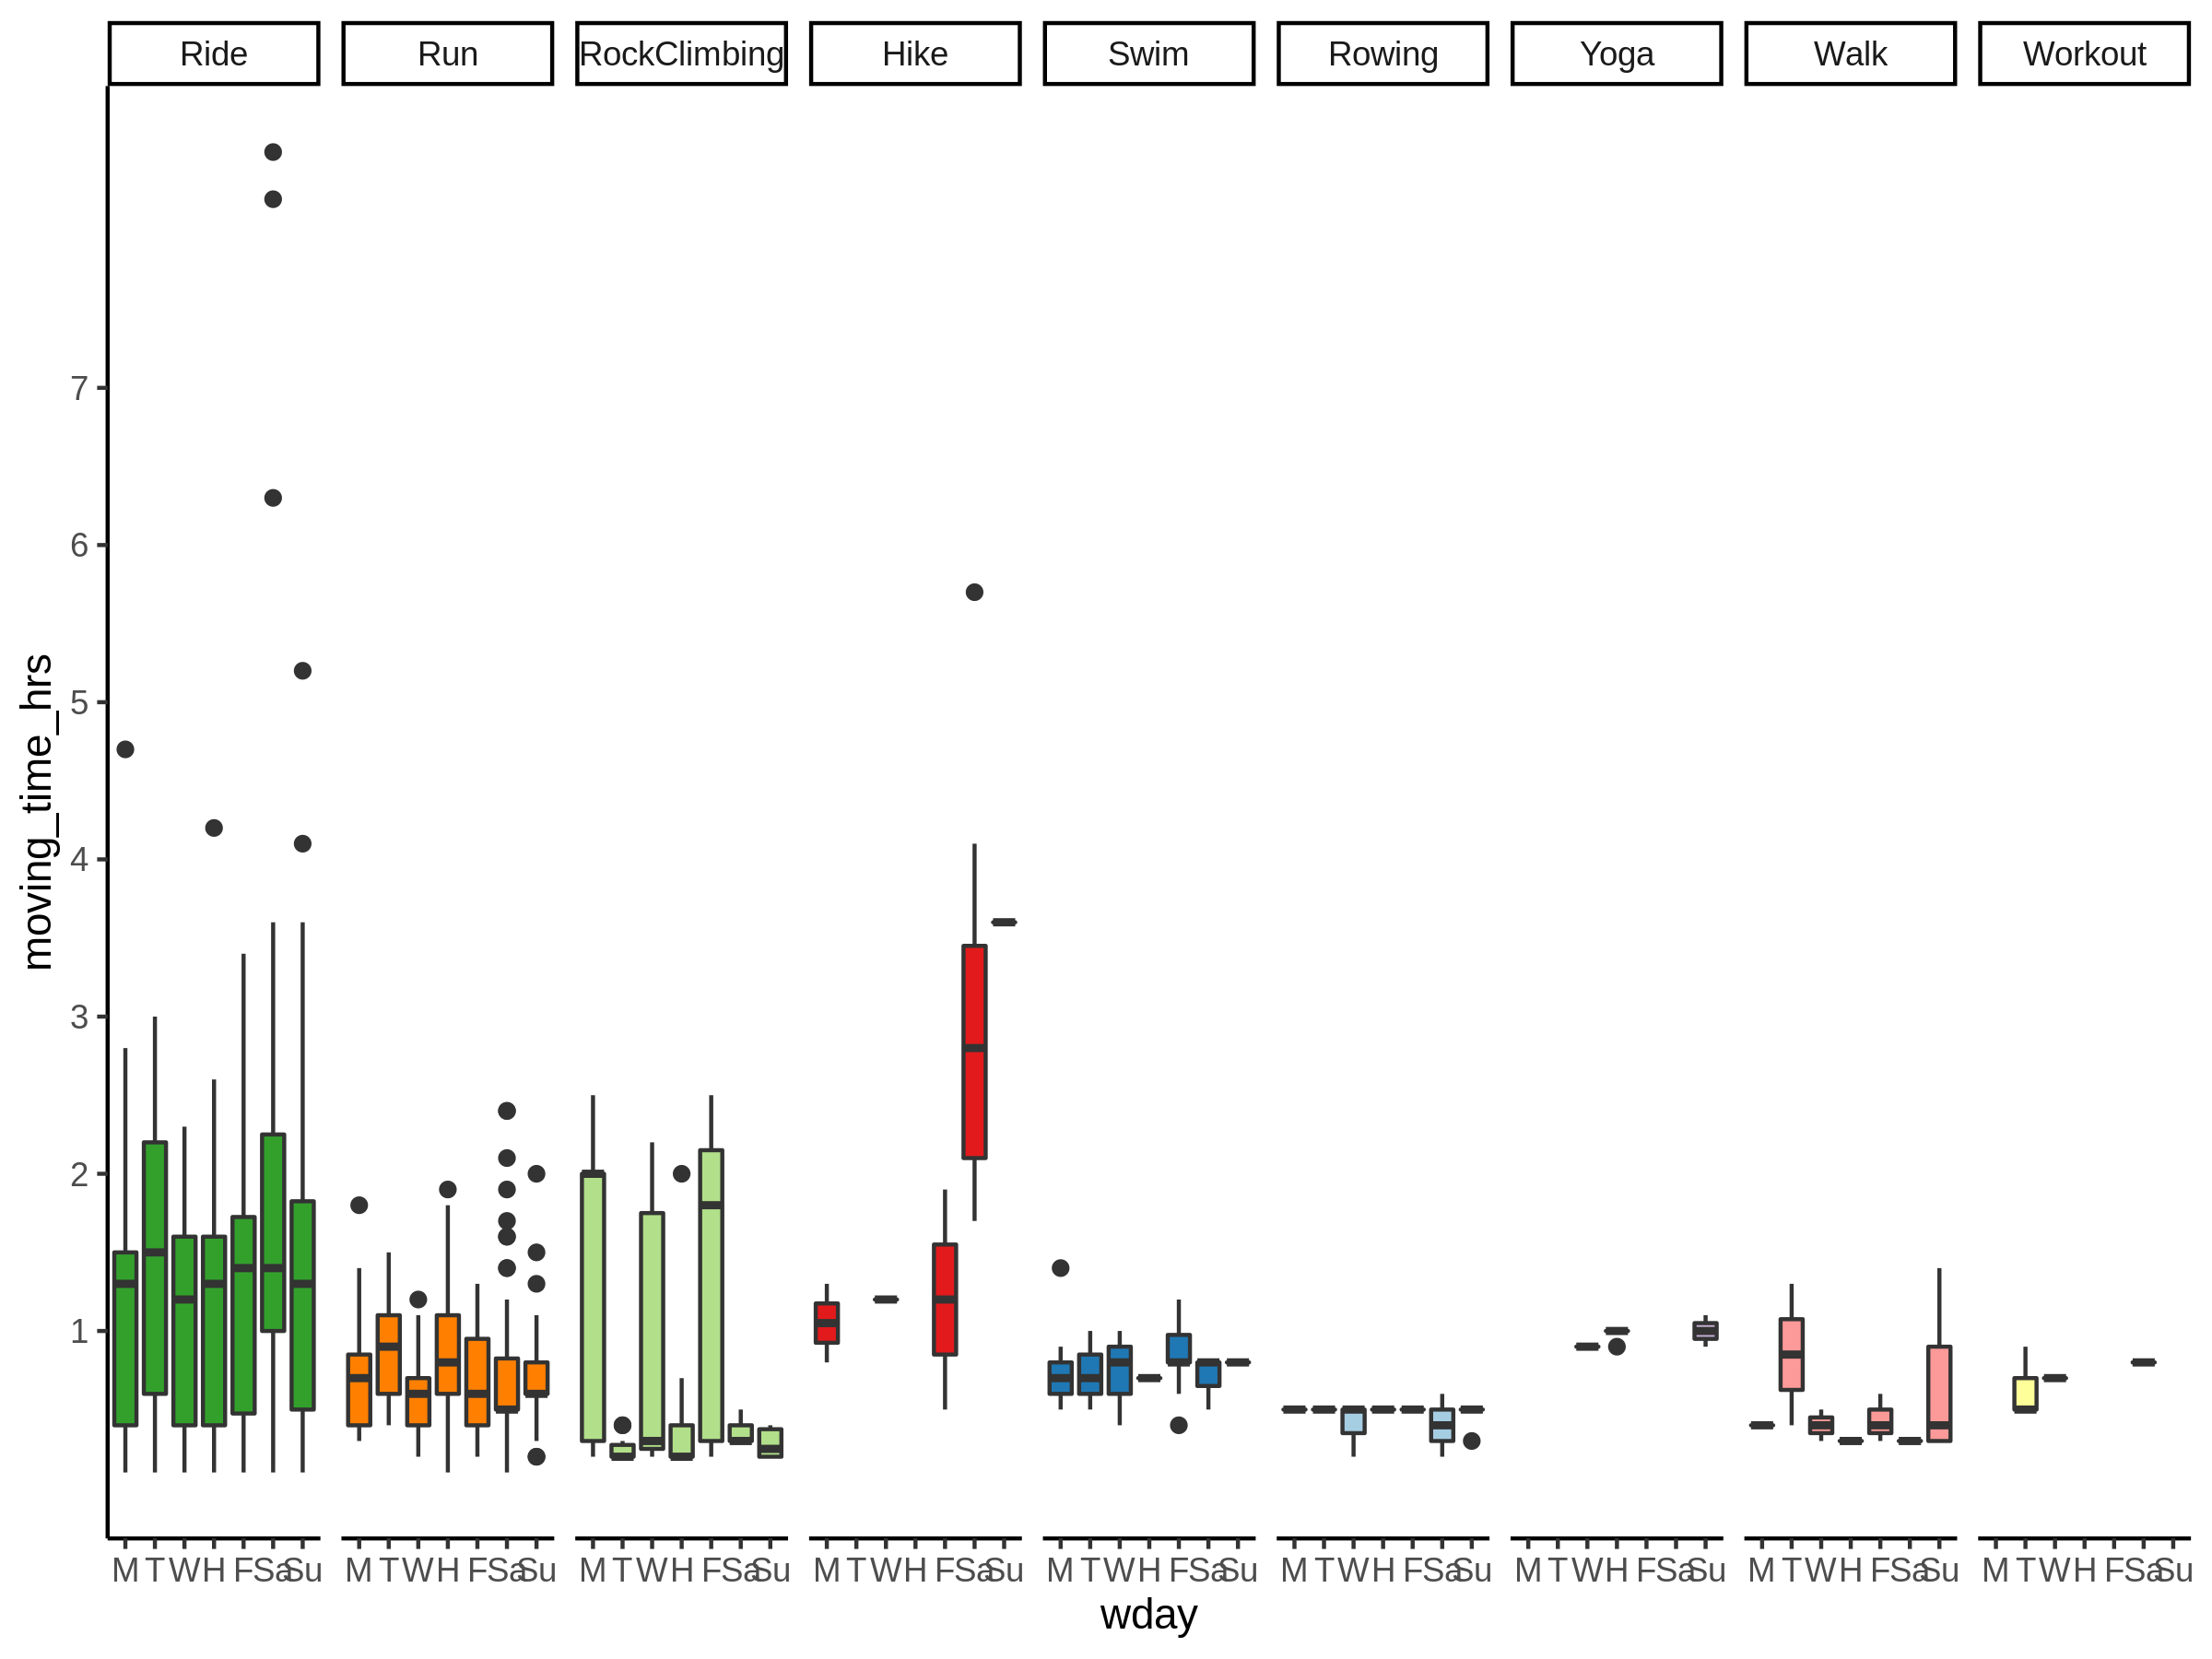 Ride Run RockClimbing Hike Swim Rowing Yoga Walk Workout
7
6
5
4
3
2
1
moving_time_hrs
M T W H F Sa Su M T W H F Sa Su M T W H F Sa Su M T W H F Sa Su M T W H F Sa Su M T W H F Sa Su M T W H F Sa Su M T W H F Sa Su M T W H F Sa Su
wday